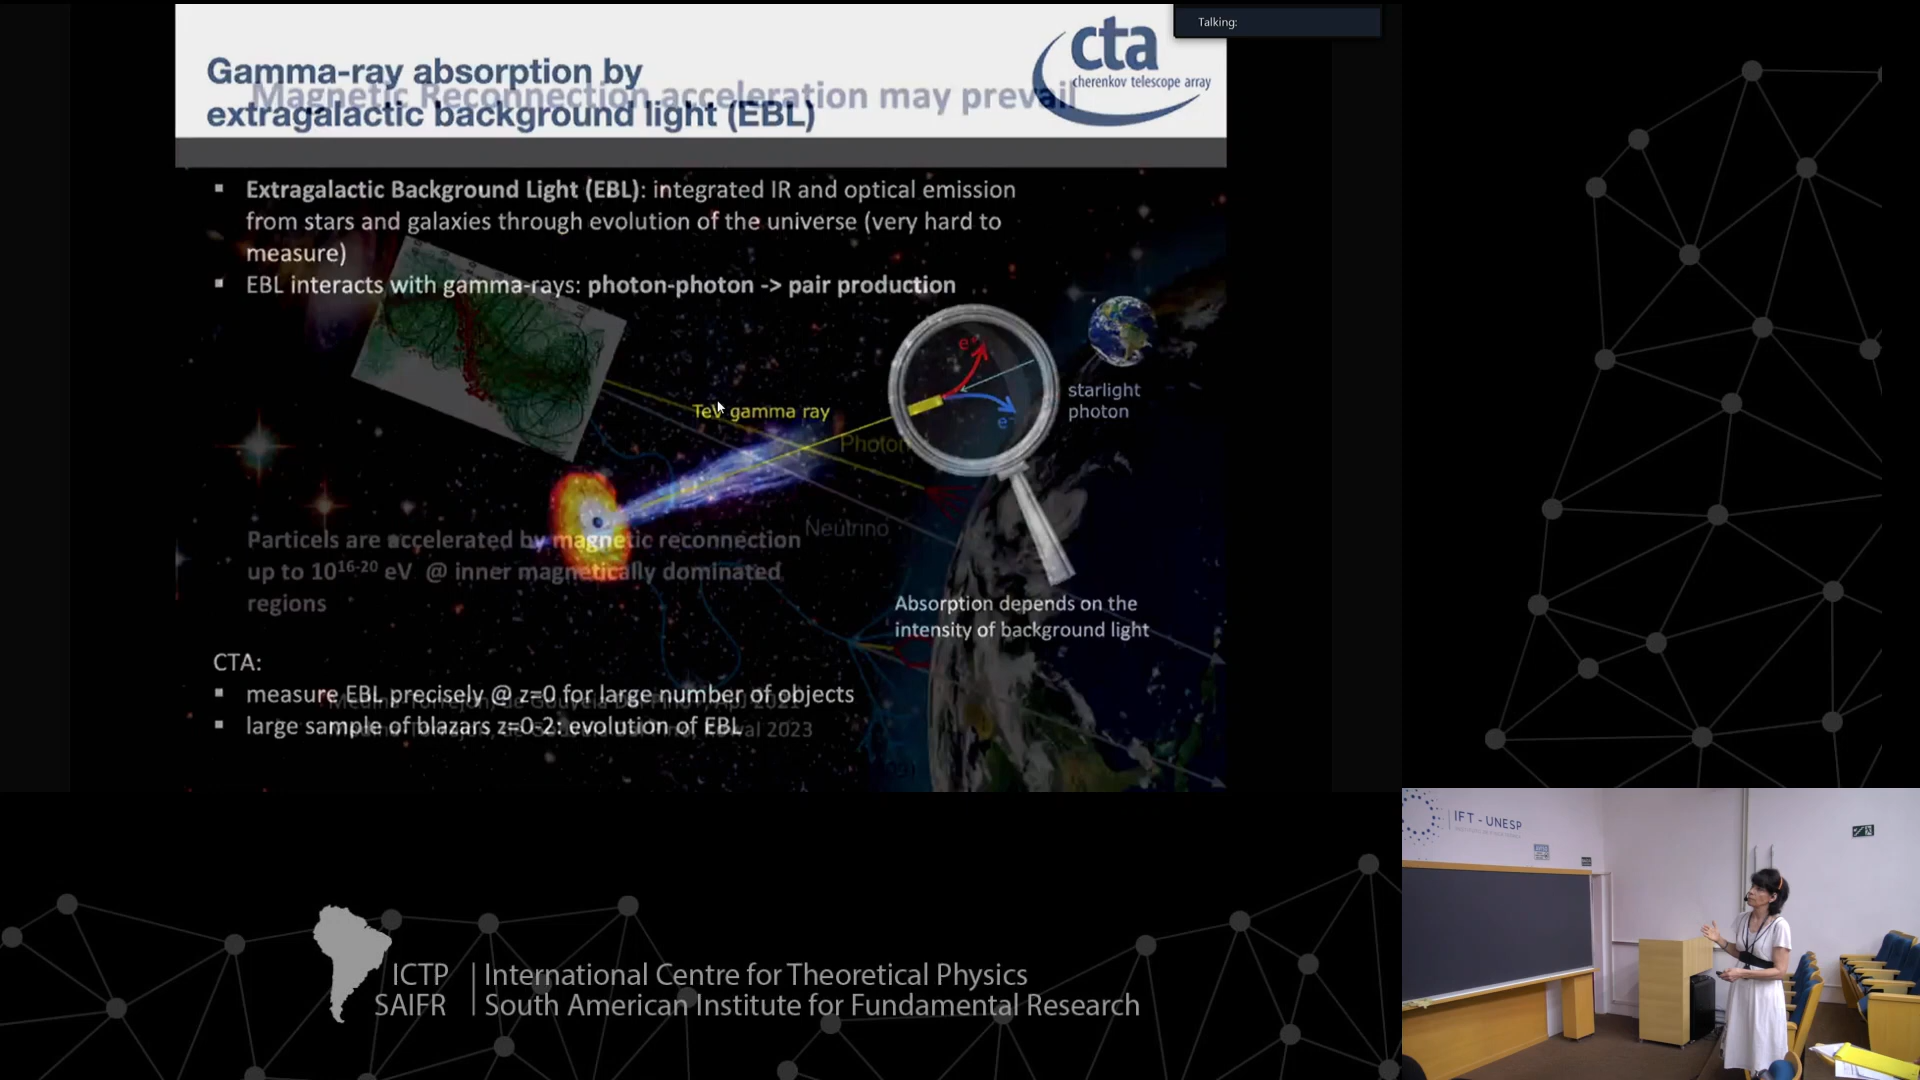 Talking:
cta
cherenkov telescope array
Gamma-ray absorption by
extragalactic background light (EBL)
Magnetic Reconnection acceleration may prevail
▪ Extragalactic Background Light (EBL): integrated IR and optical emission
from stars and galaxies through evolution of the universe (very hard to
measure)
▪ EBL interacts with gamma-rays: photon-photon -> pair production
e+
e-
starlight
photon
TeV gamma ray
Photon
Neutrino
Particels are accelerated by magnetic reconnection
up to 10^16-20 eV @ inner magnetically dominated
regions
Absorption depends on the
intensity of background light
CTA:
▪ measure EBL precisely @ z=0 for large number of objects
▪ large sample of blazars z=0-2: evolution of EBL
2023
IFT - UNESP
ICTP
SAIFR
International Centre for Theoretical Physics
South American Institute for Fundamental Research